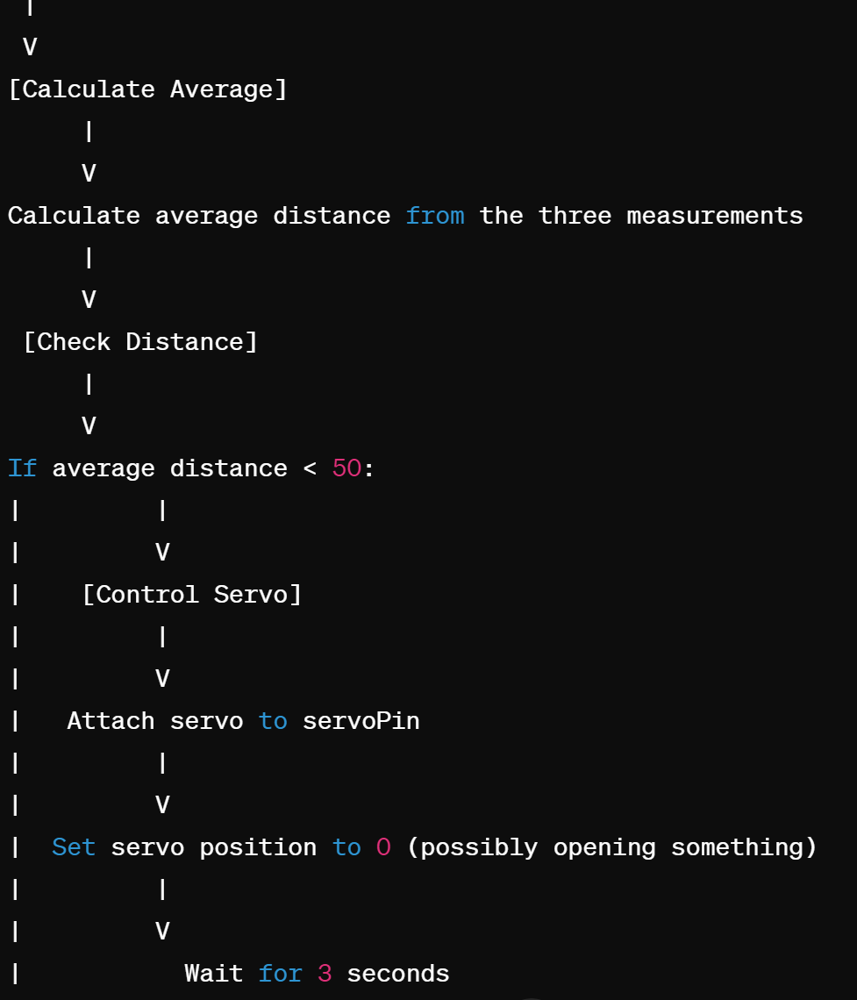 |
 V
[Calculate Average]
     |
     V
Calculate average distance from the three measurements
     |
     V
 [Check Distance]
     |
     V
If average distance < 50:
|         |
|         V
|    [Control Servo]
|         |
|         V
|   Attach servo to servoPin
|         |
|         V
|  Set servo position to 0 (possibly opening something)
|         |
|         V
|           Wait for 3 seconds